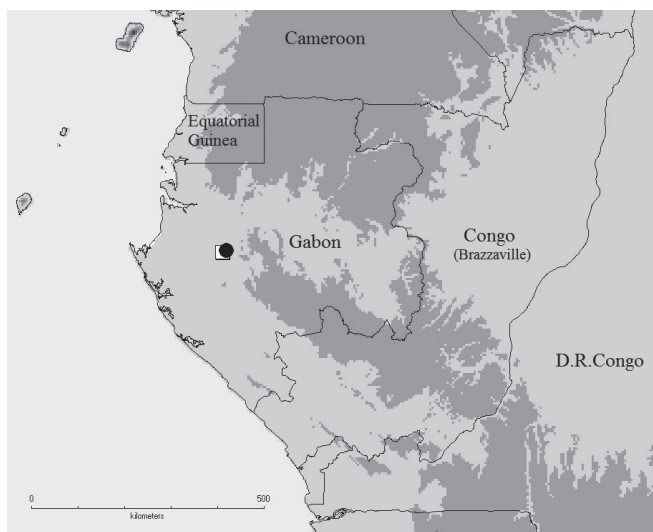 Cameroon
Equatorial
Guinea
Gabon
Congo
(Brazzaville)
D.R.Congo
0 500
kilometers